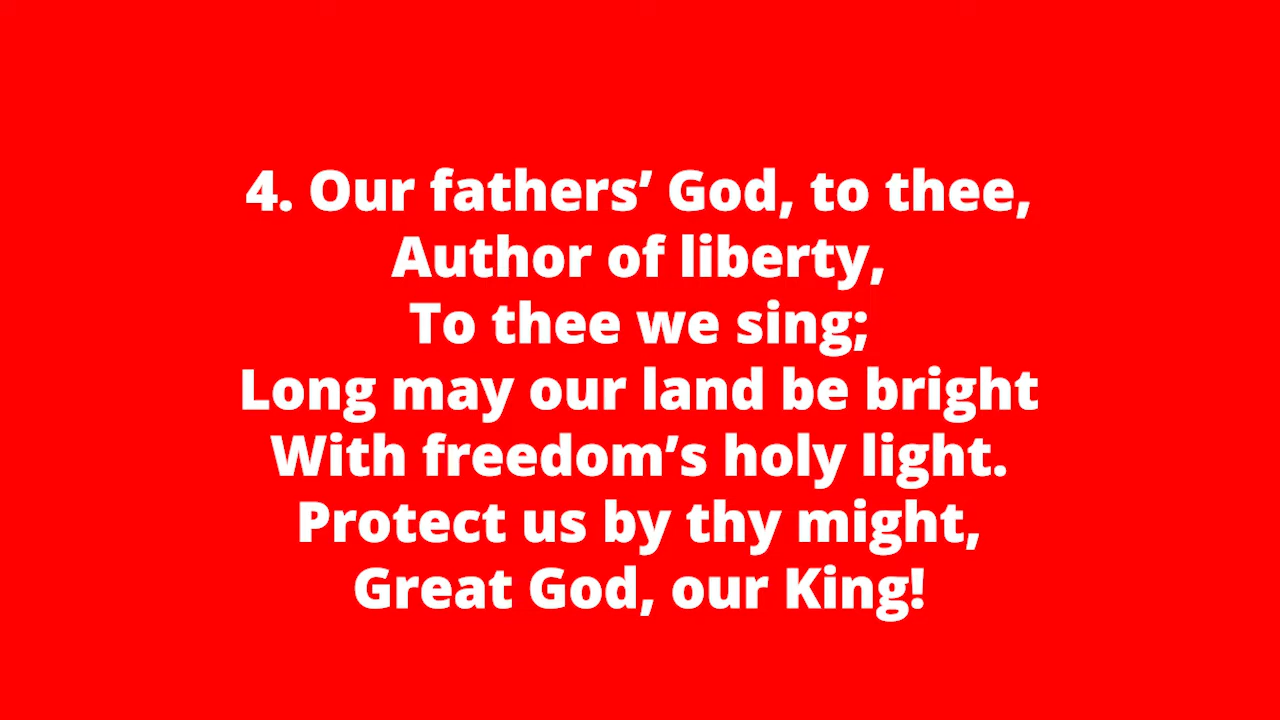 4. Our fathers’ God, to thee,
Author of liberty,
To thee we sing;
Long may our land be bright
With freedom’s holy light.
Protect us by thy might,
Great God, our King!